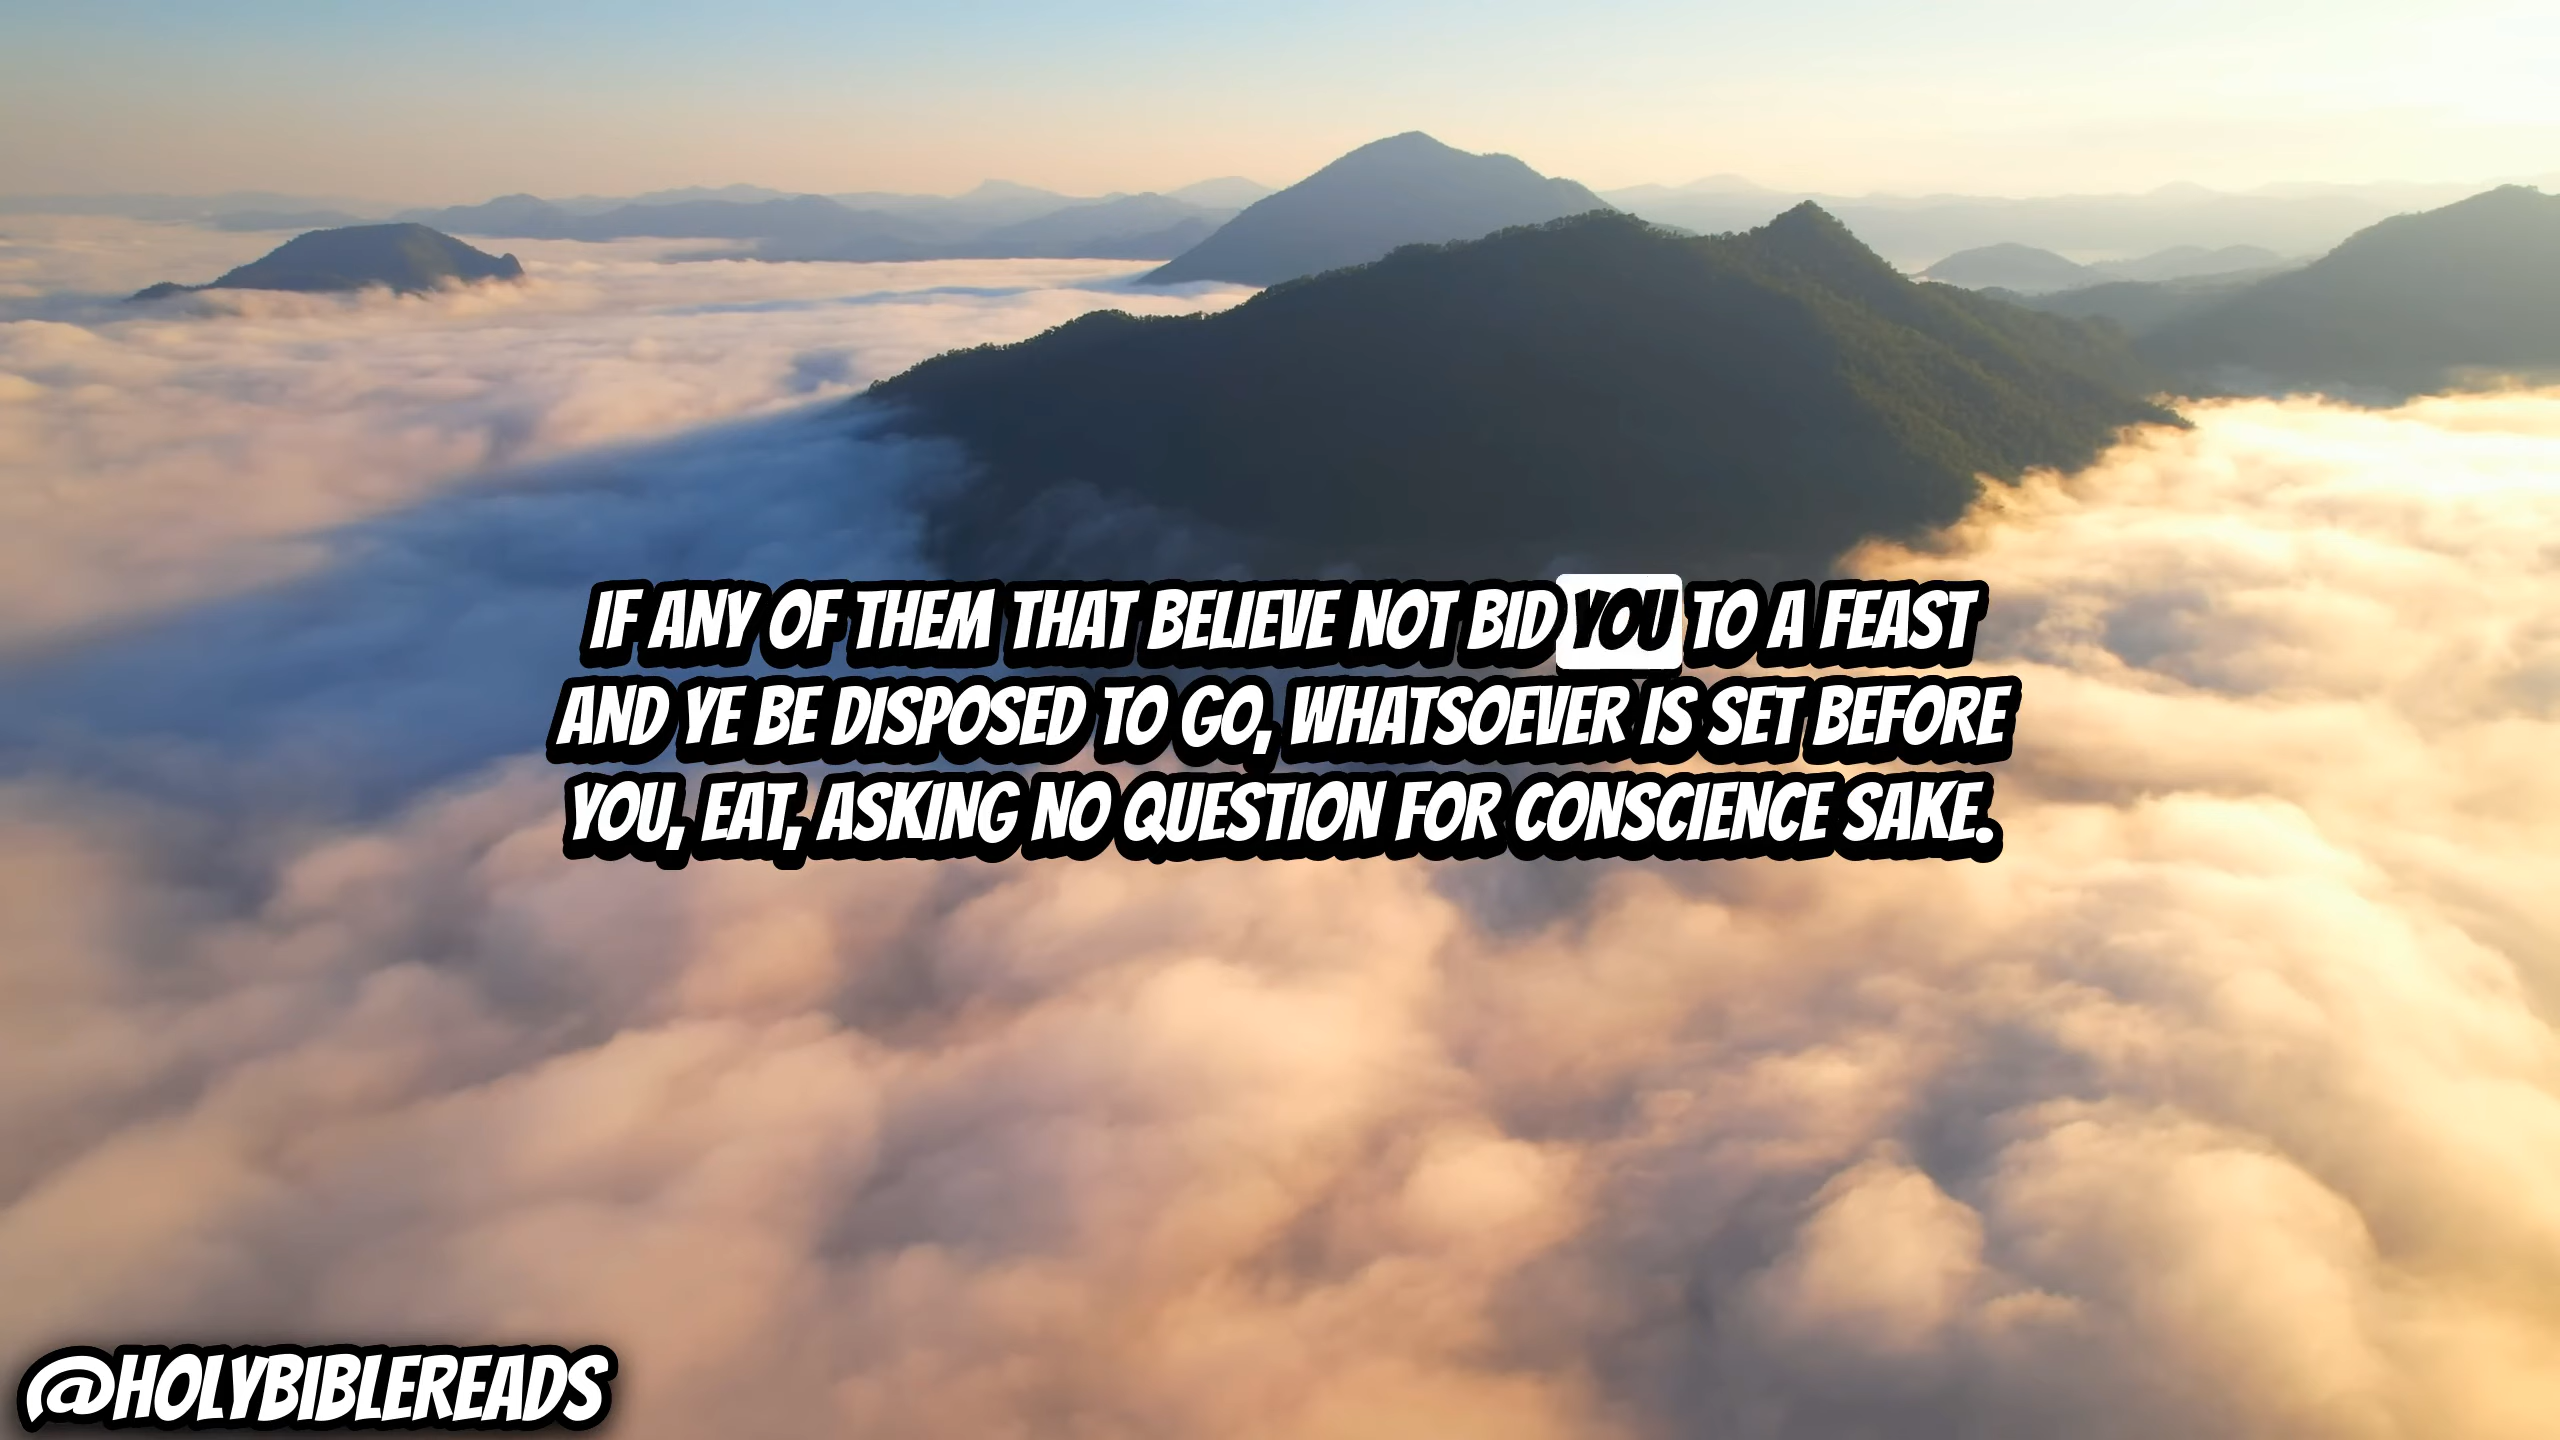 IF ANY OF THEM THAT BELIEVE NOT BID YOU TO A FEAST
AND YE BE DISPOSED TO GO, WHATSOEVER IS SET BEFORE
YOU, EAT, ASKING NO QUESTION FOR CONSCIENCE SAKE.
@HOLYBIBLEREADS